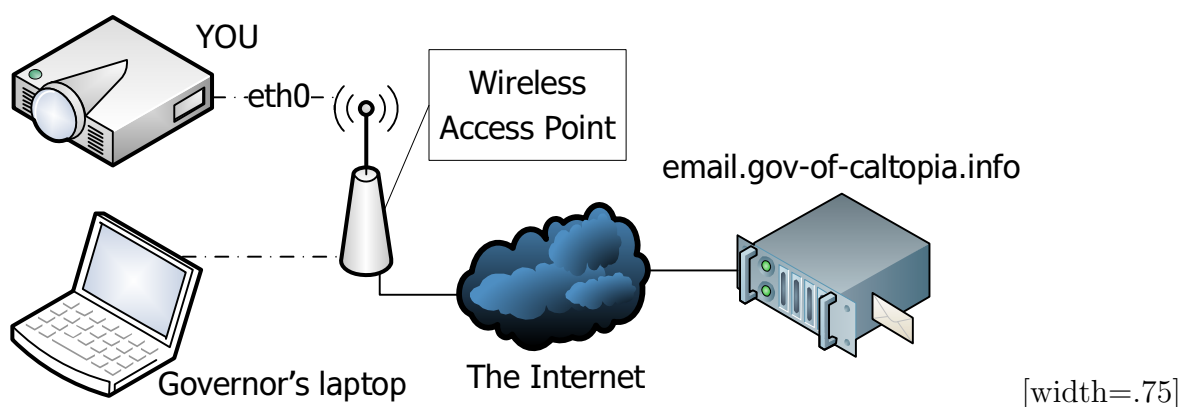 YOU
eth0
Wireless
Access Point
email.gov-of-caltopia.info
Governor's laptop
The Internet
[width=.75]